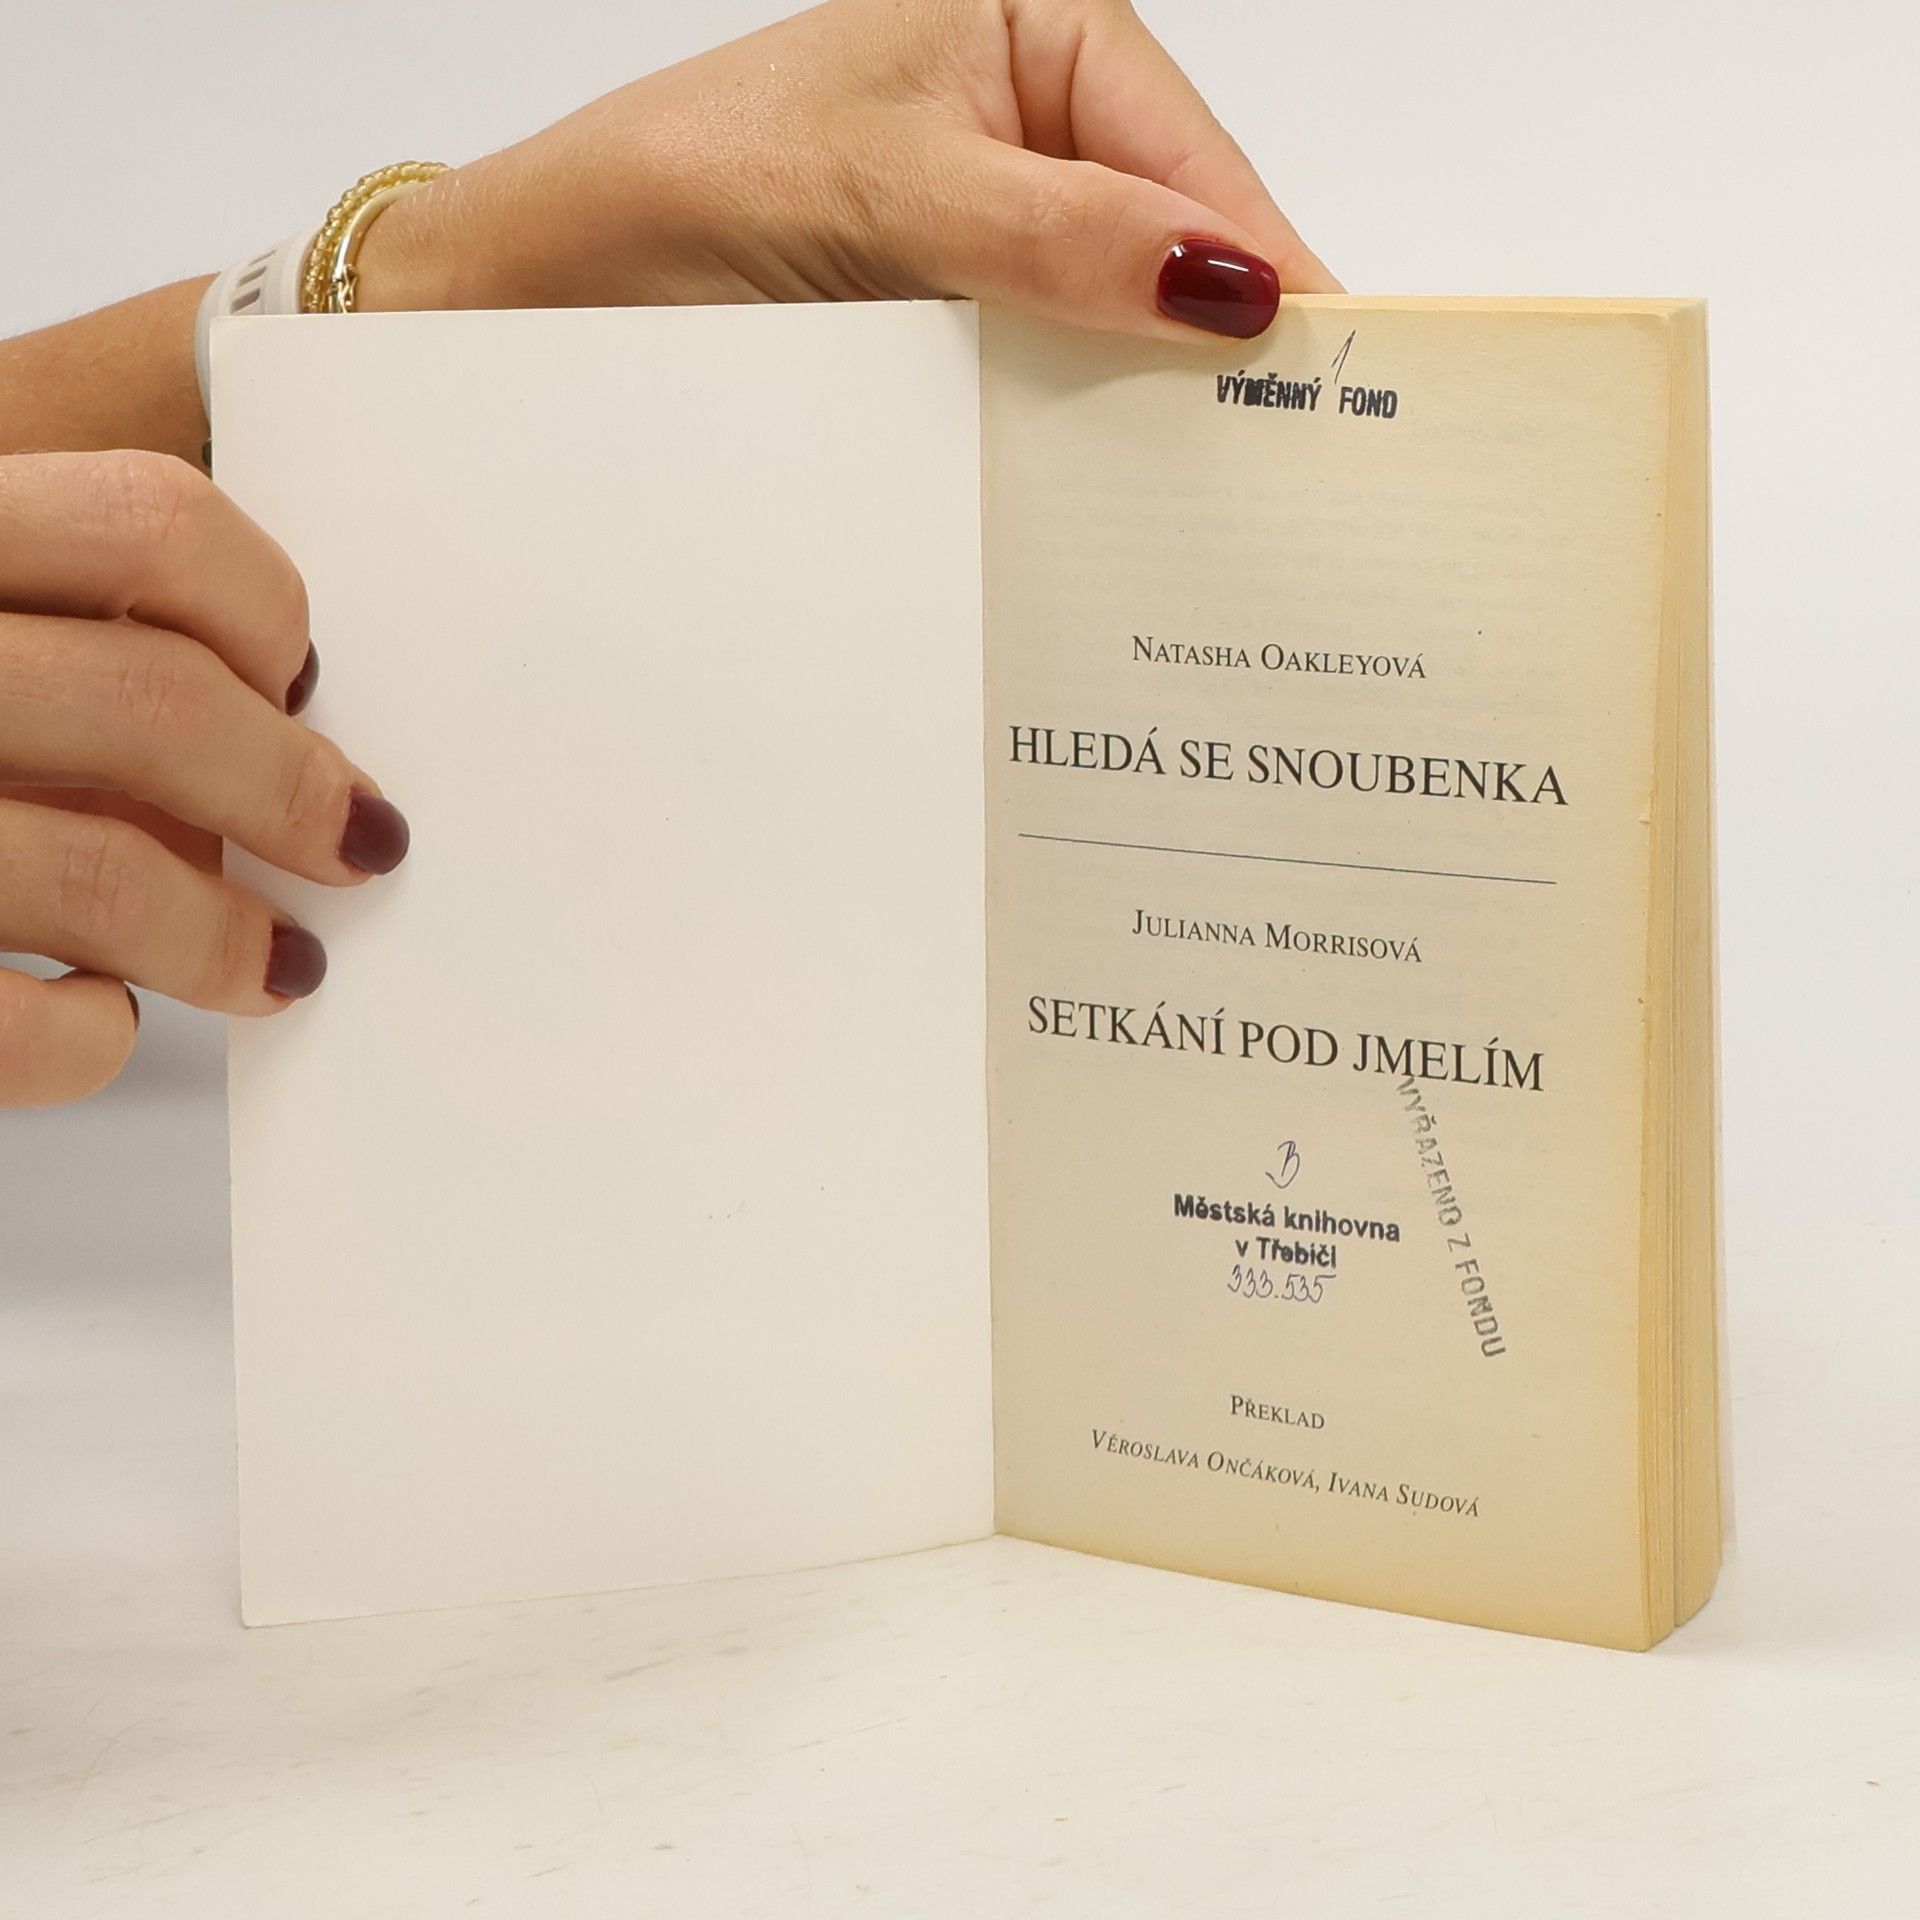 1
VÝMĚNNÝ FOND
NATASHA OAKLEYOVÁ
HLEDÁ SE SNOUBENKA
JULIANNA MORRISOVÁ
SETKÁNÍ POD JMELÍM
VYŘAZENO Z FONDU
B
Městská knihovna
v Třebíči
333.535
PŘEKLAD
VĚROSLAVA ONČÁKOVÁ, IVANA SUDOVÁ